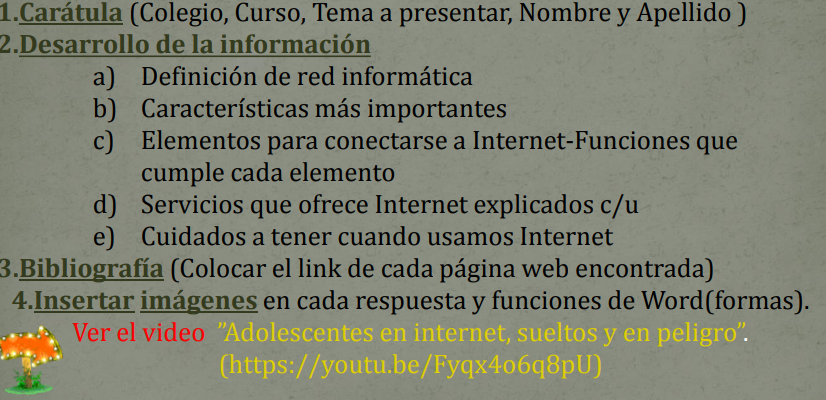 1.Carátula (Colegio, Curso, Tema a presentar, Nombre y Apellido )
2.Desarrollo de la información
a) Definición de red informática
b) Características más importantes
c) Elementos para conectarse a Internet-Funciones que
cumple cada elemento
d) Servicios que ofrece Internet explicados c/u
e) Cuidados a tener cuando usamos Internet
3.Bibliografía (Colocar el link de cada página web encontrada)
4.Insertar imágenes en cada respuesta y funciones de Word(formas).
Ver el video ”Adolescentes en internet, sueltos y en peligro”.
(https://youtu.be/Fyqx4o6q8pU)